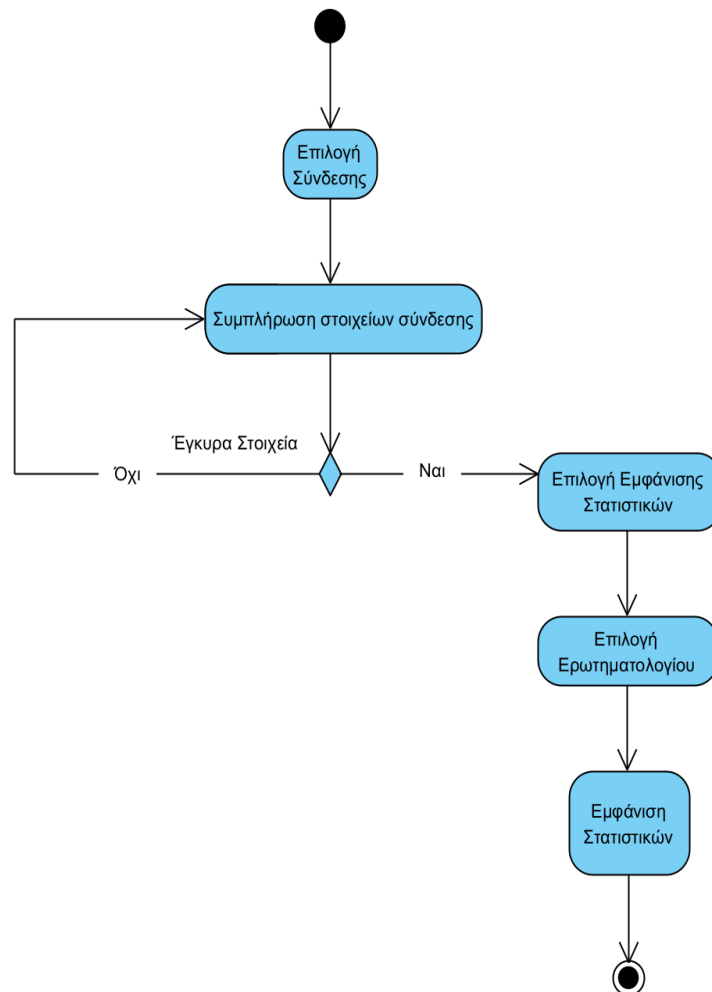 Επιλογή
Σύνδεσης
Συμπλήρωση στοιχείων σύνδεσης
Έγκυρα Στοιχεία
Όχι
Ναι
Επιλογή Εμφάνισης
Στατιστικών
Επιλογή
Ερωτηματολογίου
Εμφάνιση
Στατιστικών